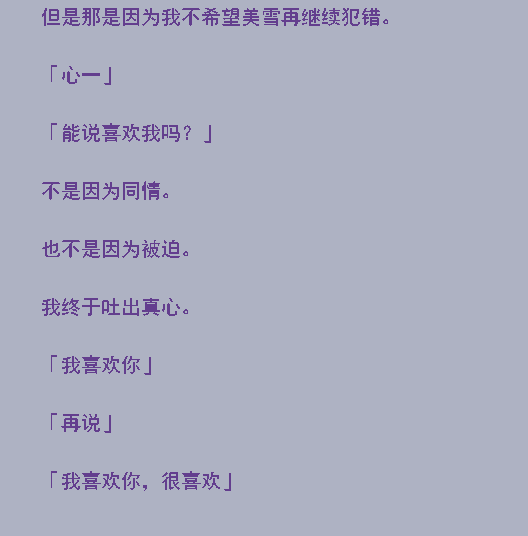 但是那是因为我不希望美雪再继续犯错。
「心一」
「能说喜欢我吗？」
不是因为同情。
也不是因为被迫。
我终于吐出真心。
「我喜欢你」
「再说」
「我喜欢你，很喜欢」